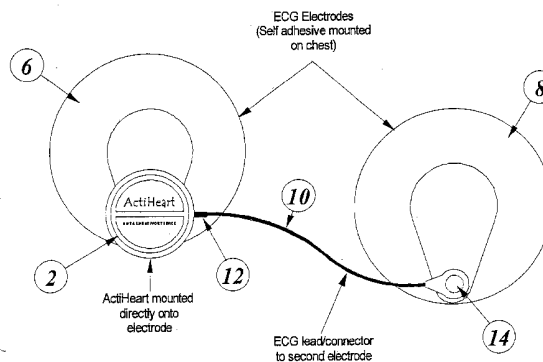 ECG Electrodes
(Self adhesive mounted
on chest)
6
8
ActiHeart
10
2
12
ActiHeart mounted
directly onto
electrode
14
ECG lead/connector
to second electrode